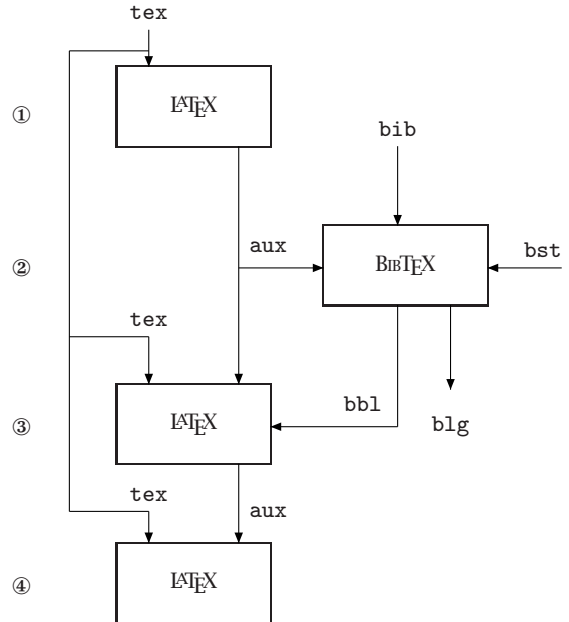 tex
① LATEX
bib
② aux BIBTEX bst
tex
③ LATEX bbl blg
tex aux
④ LATEX